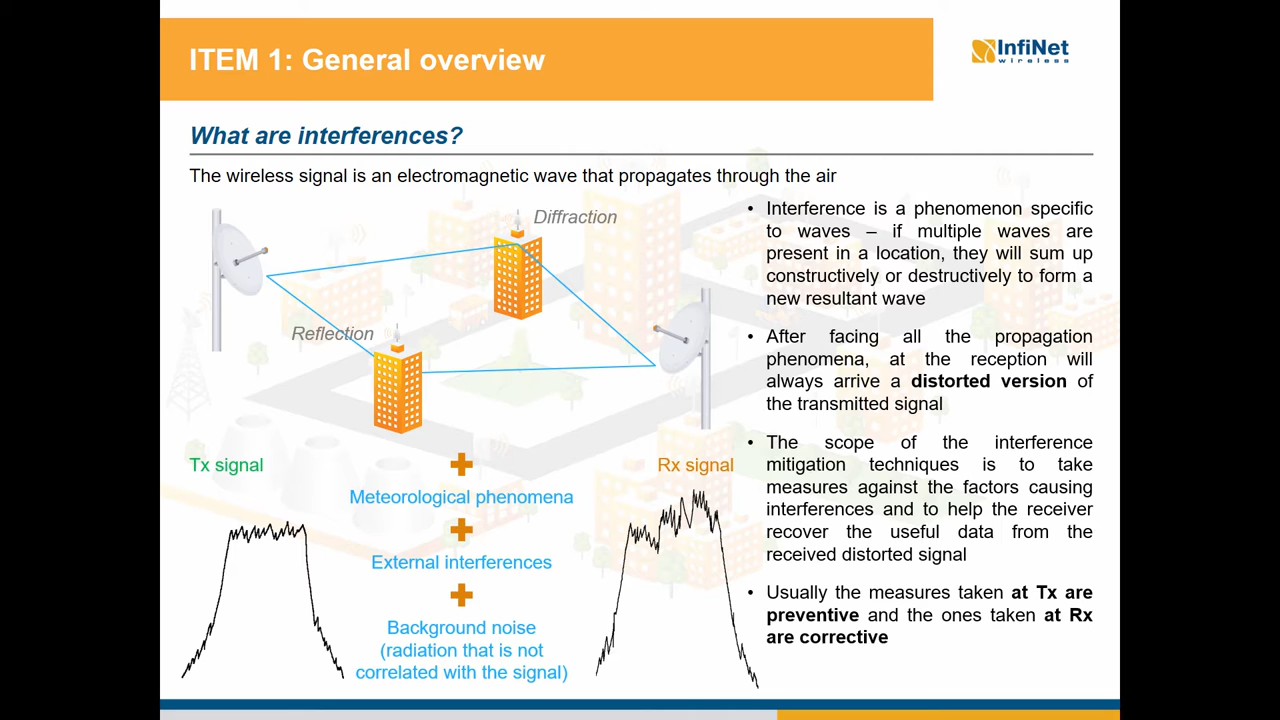 ITEM 1: General overview
InfiNet
wireless
What are interferences?
The wireless signal is an electromagnetic wave that propagates through the air
Diffraction
Reflection
Tx signal
Rx signal
Meteorological phenomena
External interferences
Background noise
(radiation that is not
correlated with the signal)
• Interference is a phenomenon specific
to waves – if multiple waves are
present in a location, they will sum up
constructively or destructively to form a
new resultant wave
• After facing all the propagation
phenomena, at the reception will
always arrive a distorted version of
the transmitted signal
• The scope of the interference
mitigation techniques is to take
measures against the factors causing
interferences and to help the receiver
recover the useful data from the
received distorted signal
• Usually the measures taken at Tx are
preventive and the ones taken at Rx
are corrective